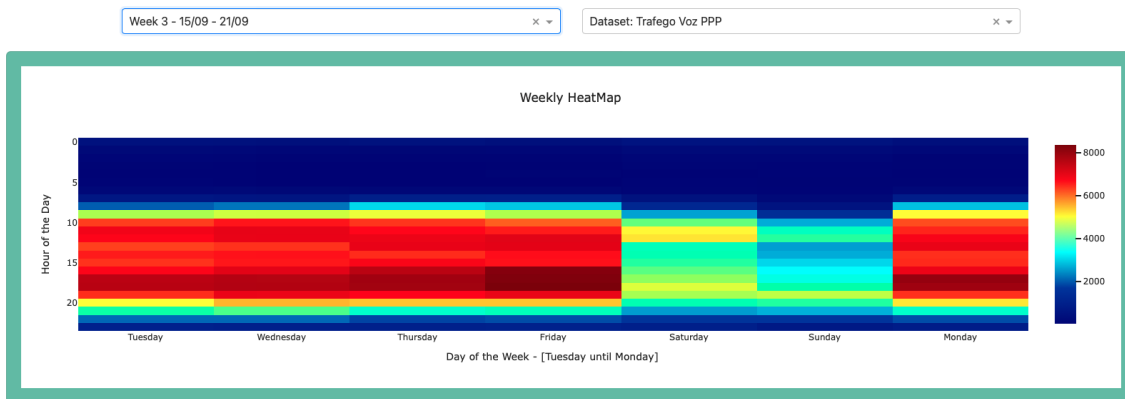 Week 3 - 15/09 - 21/09 × Dataset: Trafego Voz PPP ×
Weekly HeatMap
0
5
10
15
20
Hour of the Day
8000
6000
4000
2000
Tuesday Wednesday Thursday Friday Saturday Sunday Monday
Day of the Week - [Tuesday until Monday]